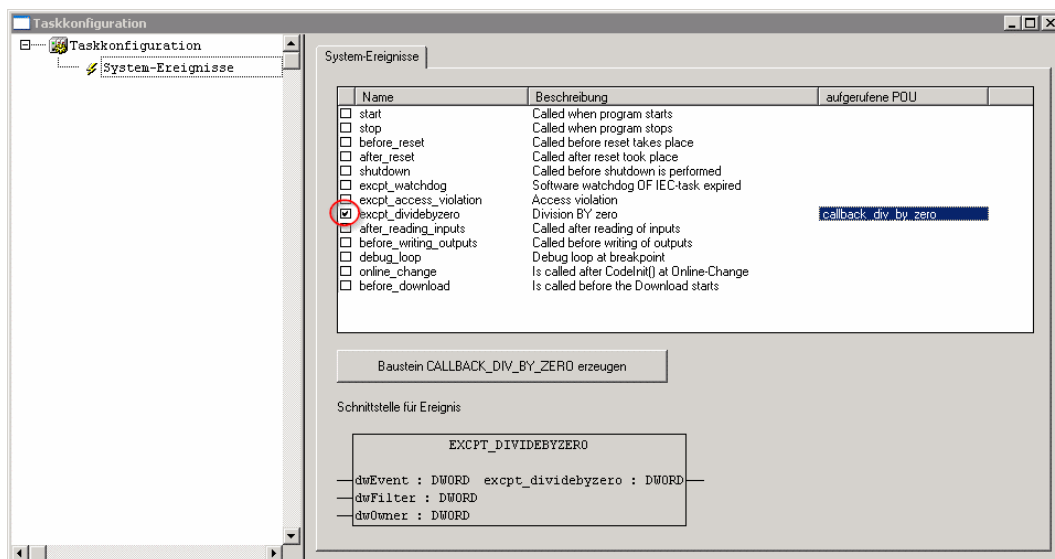 Taskkonfiguration
Taskkonfiguration
System-Ereignisse
System-Ereignisse
Name Beschreibung aufgerufene POU
start Called when program starts
stop Called when program stops
before_reset Called before reset takes place
after_reset Called after reset took place
shutdown Called before shutdown is performed
excpt_watchdog Software watchdog OF IEC-task expired
excpt_access_violation Access violation
excpt_dividebyzero Division BY zero callback_div_by_zero
after_reading_inputs Called after reading of inputs
before_writing_outputs Called before writing of outputs
debug_loop Debug loop at breakpoint
online_change Is called after CodeInit() at Online-Change
before_download Is called before the Download starts
Baustein CALLBACK_DIV_BY_ZERO erzeugen
Schnittstelle für Ereignis
EXCPT_DIVIDEBYZERO
dwEvent : DWORD excpt_dividebyzero : DWORD
dwFilter : DWORD
dwOwner : DWORD